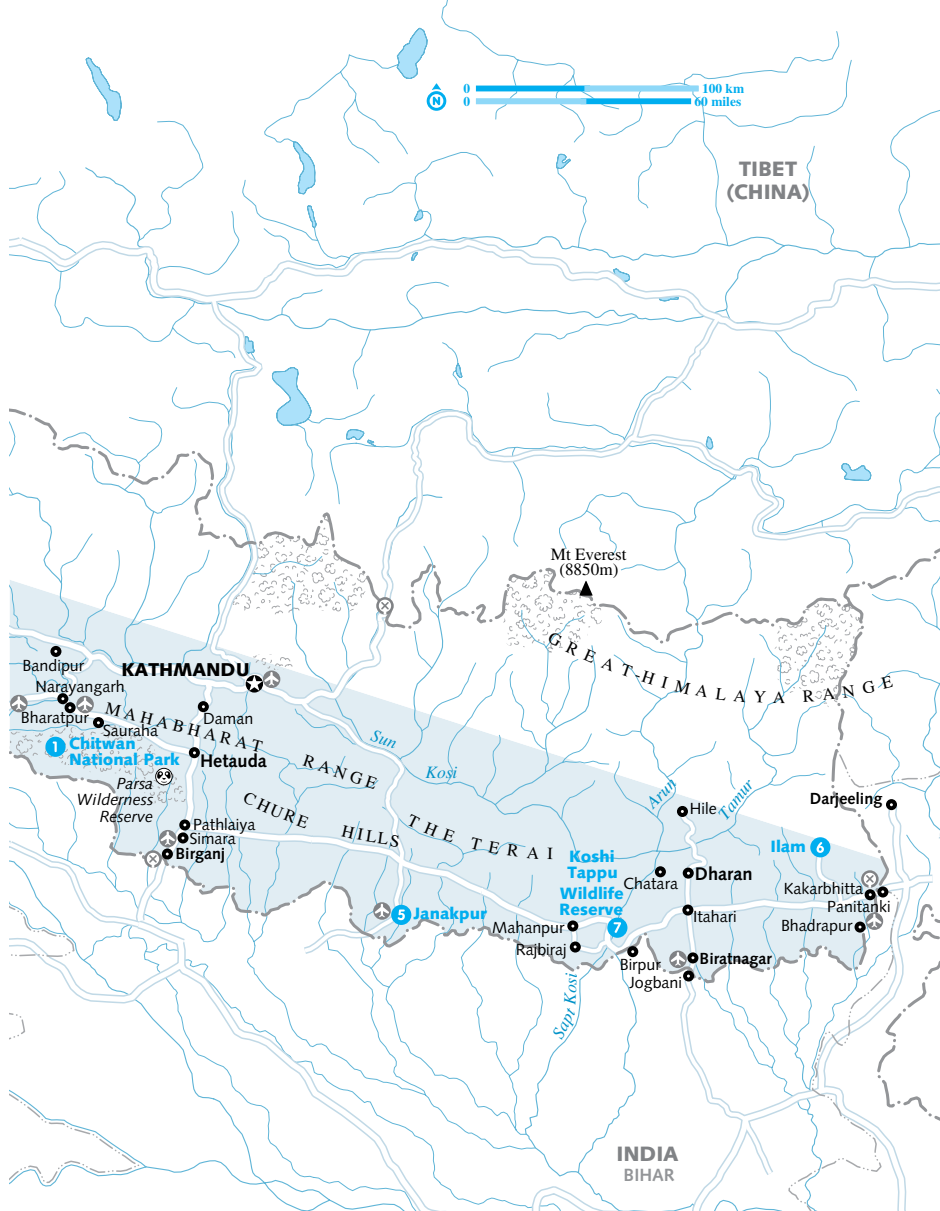 0 100 km
N
0 60 miles
TIBET
(CHINA)
Mt Everest
(8850m)
GREAT HIMALAYA RANGE
Bandipur
KATHMANDU
Narayangarh
Bharatpur
Sauraha
MAHABHARAT RANGE
Daman
1 Chitwan
National Park
Hetauda
Sun
Kosi
Parsa
Wilderness
Reserve
CHURE HILLS
THE TERAI
Arun
Tamur
Hile
Darjeeling
Pathlaiya
Simara
Birganj
Ilam 6
Koshi
Tappu
Wildlife
Reserve
7
Chatara
Dharan
Kakarbhitta
Panitanki
5 Janakpur
Itahari
Mahanpur
Bhadrapur
Rajbiraj
Birpur
Biratnagar
Jogbani
Sapt Kosi
INDIA
BIHAR